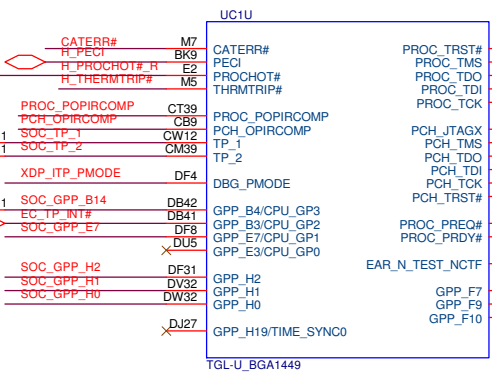 UC1U
CATERR# M7 CATERR# PROC_TRST#
H_PECI BK9 PECI PROC_TMS
H_PROCHOT#_R E2 PROCHOT# PROC_TDO
H_THERMTRIP# M5 THRMTRIP# PROC_TDI
PROC_TCK
PROC_POPIRCOMP CT39 PROC_POPIRCOMP
PCH_OPIRCOMP CB9 PCH_OPIRCOMP PCH_JTAGX
1 SOC_TP_1 CW12 TP_1 PCH_TMS
1 SOC_TP_2 CM39 TP_2 PCH_TDO
PCH_TDI
XDP_ITP_PMODE DF4 DBG_PMODE PCH_TCK
PCH_TRST#
1 SOC_GPP_B14 DB42 GPP_B4/CPU_GP3
EC_TP_INT# DB41 GPP_B3/CPU_GP2 PROC_PREQ#
SOC_GPP_E7 DF8 GPP_E7/CPU_GP1 PROC_PRDY#
DU5 GPP_E3/CPU_GP0
EAR_N_TEST_NCTF
SOC_GPP_H2 DF31 GPP_H2
SOC_GPP_H1 DV32 GPP_H1 GPP_F7
SOC_GPP_H0 DW32 GPP_H0 GPP_F9
GPP_F10
DJ27 GPP_H19/TIME_SYNC0
TGL-U_BGA1449